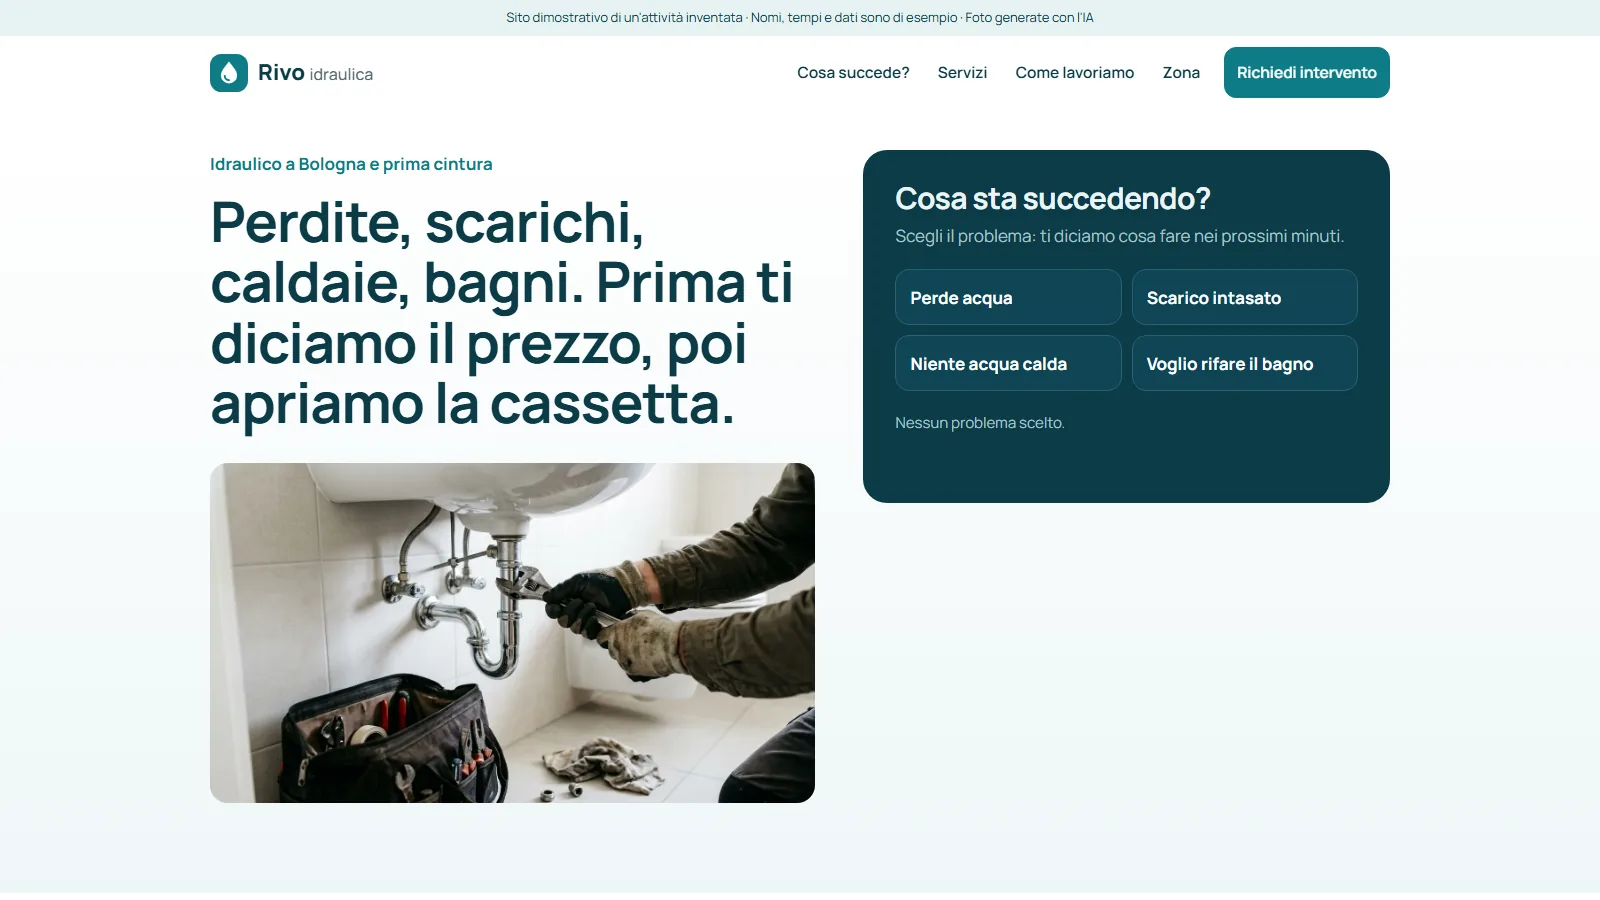 Sito dimostrativo di un'attività inventata · Nomi, tempi e dati sono di esempio · Foto generate con l'IA
Rivo idraulica
Cosa succede?
Servizi
Come lavoriamo
Zona
Richiedi intervento
Idraulico a Bologna e prima cintura
Perdite, scarichi,
caldaie, bagni. Prima ti
diciamo il prezzo, poi
apriamo la cassetta.
Cosa sta succedendo?
Scegli il problema: ti diciamo cosa fare nei prossimi minuti.
Perde acqua
Scarico intasato
Niente acqua calda
Voglio rifare il bagno
Nessun problema scelto.